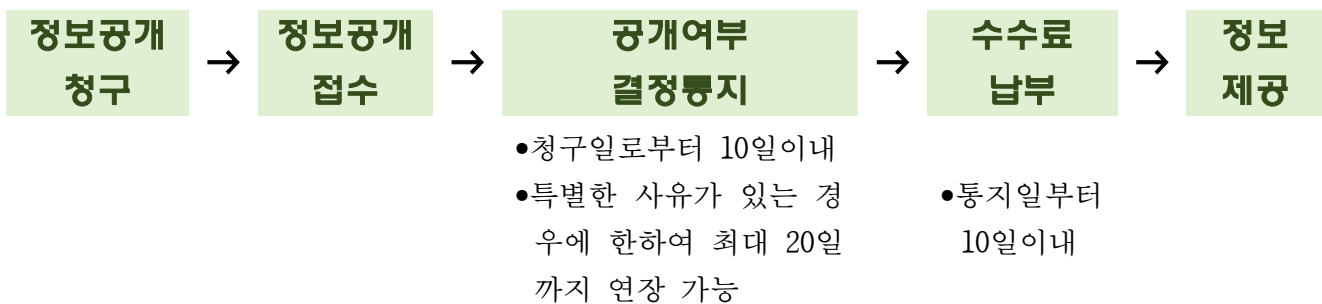 정보공개
청구
→
정보공개
접수
→
공개여부
결정통지
→
수수료
납부
→
정보
제공
•청구일로부터 10일이내
•특별한 사유가 있는 경
우에 한하여 최대 20일
까지 연장 가능
•통지일부터
10일이내